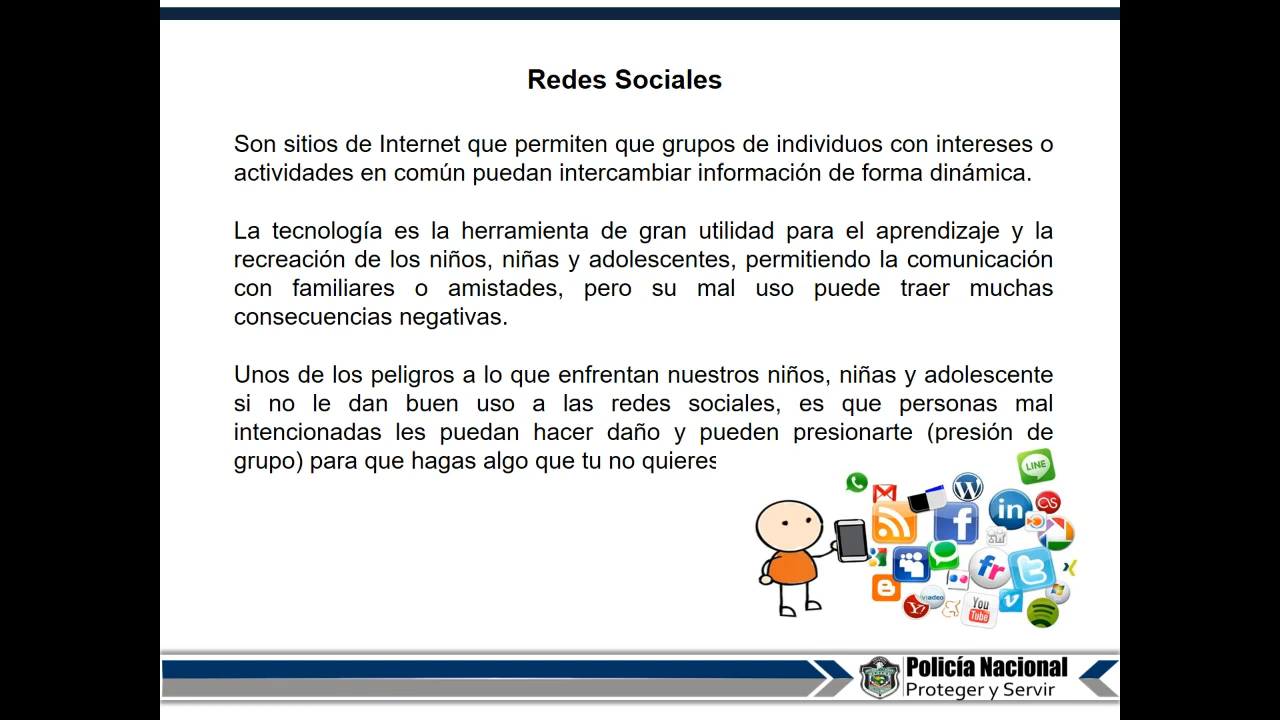 Redes Sociales
Son sitios de Internet que permiten que grupos de individuos con intereses o
actividades en común puedan intercambiar información de forma dinámica.
La tecnología es la herramienta de gran utilidad para el aprendizaje y la
recreación de los niños, niñas y adolescentes, permitiendo la comunicación
con familiares o amistades, pero su mal uso puede traer muchas
consecuencias negativas.
Unos de los peligros a lo que enfrentan nuestros niños, niñas y adolescente
si no le dan buen uso a las redes sociales, es que personas mal
intencionadas les puedan hacer daño y pueden presionarte (presión de
grupo) para que hagas algo que tu no quieres
LINE
in
f
fr
viadeo
Y!
You
Tube
Policía Nacional
Proteger y Servir